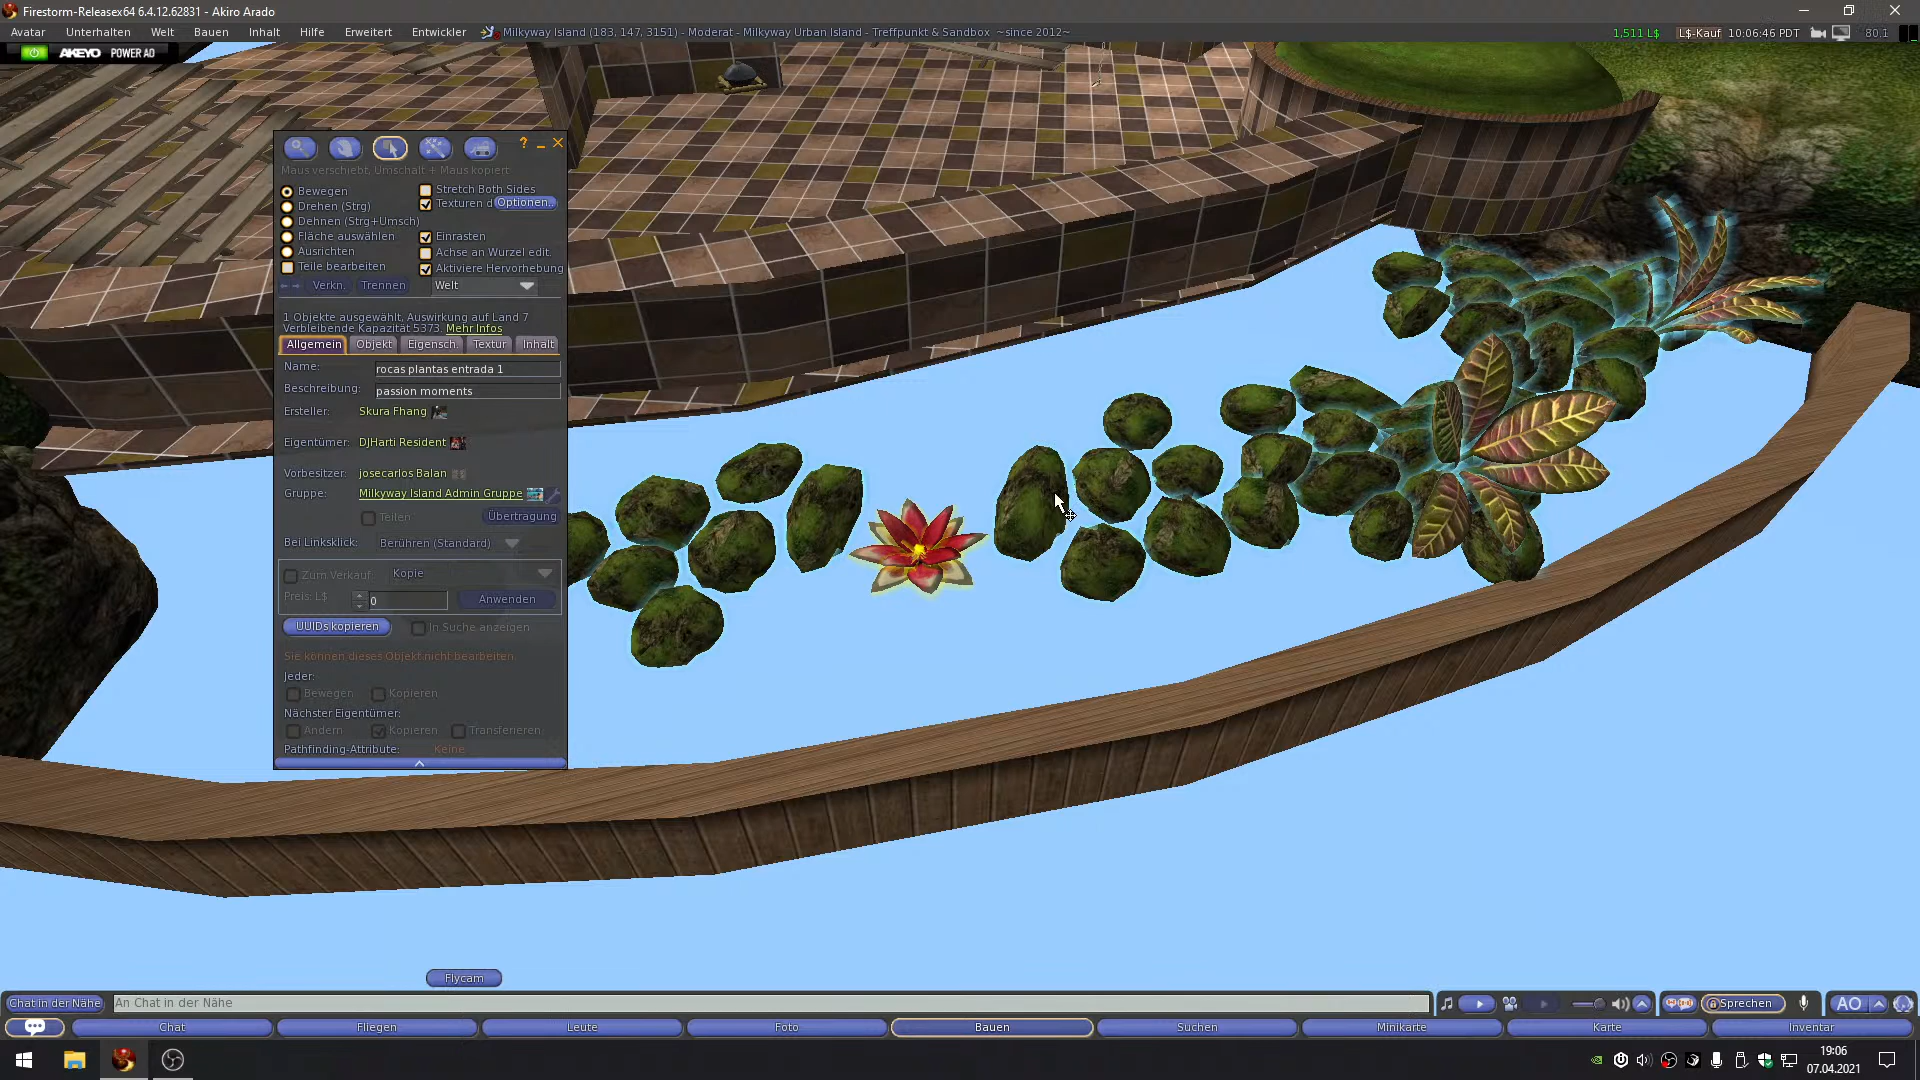 Firestorm-Releasex64 6.4.12.62831 - Akiro Arado
Avatar Unterhalten Welt Bauen Inhalt Hilfe Erweitert Entwickler Milkyway Island (183, 147, 3151) - Moderat - Milkyway Urban Island - Treffpunkt & Sandbox ~since 2012~ 1,511 L$ L$-Kauf 10:06:46 PDT 80,1
AKEYO POWER AO
Maus verschiebt, Umschalt + Maus kopiert
Bewegen
Stretch Both Sides
Drehen (Strg)
Texturen d
Optionen..
Dehnen (Strg+Umsch)
Fläche auswählen
Einrasten
Ausrichten
Achse an Wurzel edit.
Teile bearbeiten
Aktiviere Hervorhebung
Verkn. Trennen Welt
1 Objekte ausgewählt, Auswirkung auf Land 7
Verbleibende Kapazität 5373. Mehr Infos
Allgemein Objekt Eigensch. Textur Inhalt
Name: rocas plantas entrada 1
Beschreibung: passion moments
Ersteller: Skura Fhang
Eigentümer: DJHarti Resident
Vorbesitzer: josecarlos Balan
Gruppe: Milkyway Island Admin Gruppe
Teilen Übertragung
Bei Linksklick: Berühren (Standard)
Zum Verkauf: Kopie
Preis: L$ 0 Anwenden
UUIDs kopieren In Suche anzeigen
Sie können dieses Objekt nicht bearbeiten.
Jeder:
Bewegen Kopieren
Nächster Eigentümer:
Ändern Kopieren Transferieren
Pathfinding-Attribute: Keine
Flycam
Chat in der Nähe An Chat in der Nähe Sprechen AO
Chat Fliegen Leute Foto Bauen Suchen Minikarte Karte Inventar
19:06
07.04.2021